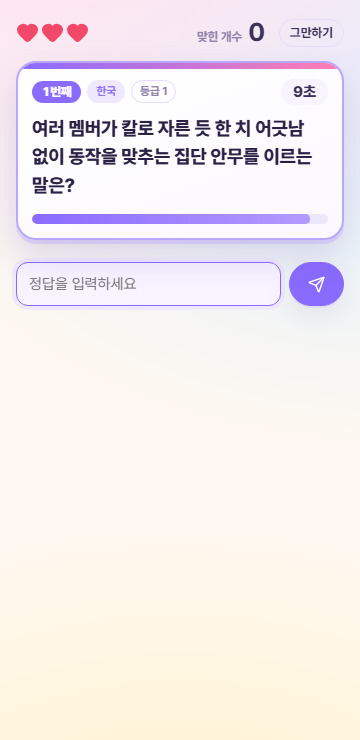 맞힌 개수 0 그만하기
1번째 한국 등급 1 9초
여러 멤버가 칼로 자른 듯 한 치 어긋남
없이 동작을 맞추는 집단 안무를 이르는
말은?
정답을 입력하세요